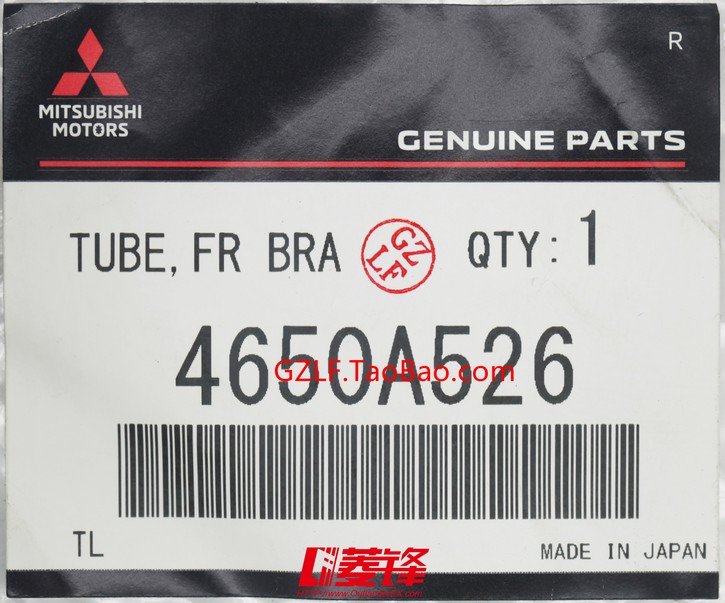 R
MITSUBISHI
MOTORS
GENUINE PARTS
TUBE, FR BRA
GZ
LF
QTY: 1
4650A526
GZLF.TaoBao.com
TL
MADE IN JAPAN
菱锋